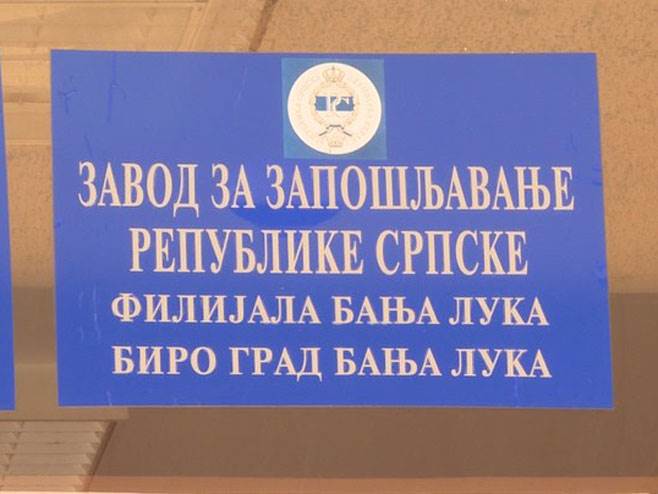 ЗАВОД ЗА ЗАПОШЉАВАЊЕ
РЕПУБЛИКЕ СРПСКЕ
ФИЛИЈАЛА БАЊА ЛУКА
БИРО ГРАД БАЊА ЛУКА